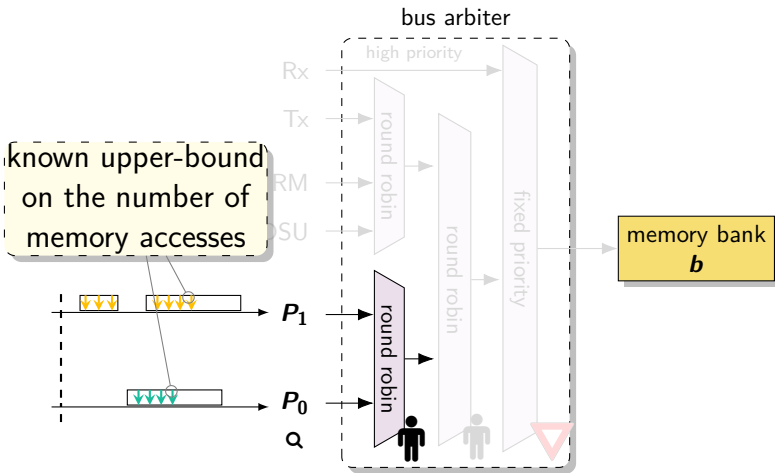 bus arbiter
high priority
Rx
Tx
RM
DSU
round robin
round robin
fixed priority
known upper-bound
on the number of
memory accesses
memory bank
b
P1
P0
round robin